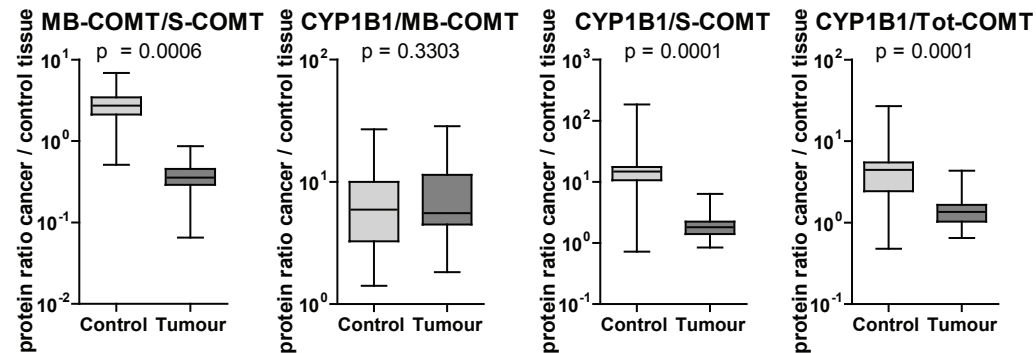 MB-COMT/S-COMT
p = 0.0006
protein ratio cancer / control tissue
10^1
10^0
10^-1
10^-2
Control Tumour
CYP1B1/MB-COMT
p = 0.3303
protein ratio cancer / control tissue
10^2
10^1
10^0
Control Tumour
CYP1B1/S-COMT
p = 0.0001
protein ratio cancer / control tissue
10^3
10^2
10^1
10^0
10^-1
Control Tumour
CYP1B1/Tot-COMT
p = 0.0001
protein ratio cancer / control tissue
10^2
10^1
10^0
10^-1
Control Tumour